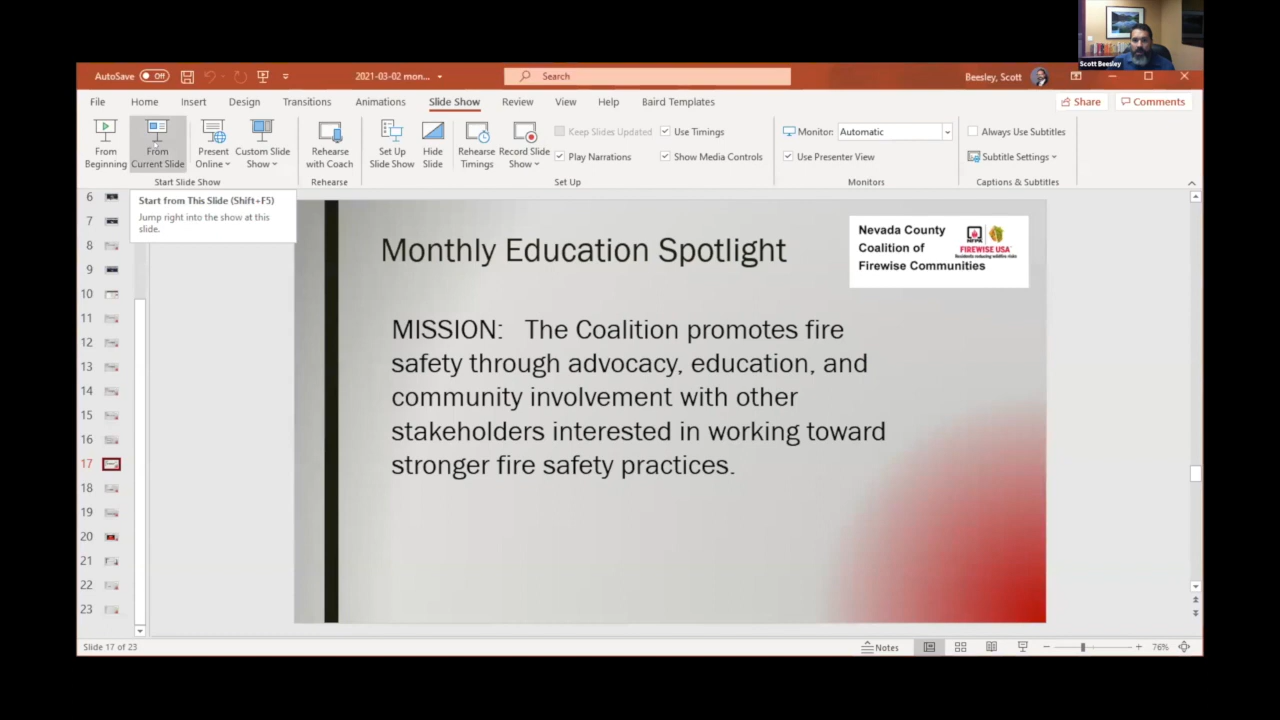 Scott Beesley
AutoSave Off 2021-03-02 mon... Search Beesley, Scott
File Home Insert Design Transitions Animations Slide Show Review View Help Baird Templates Share Comments
From Beginning
From Current Slide
Present Online
Custom Slide Show
Start Slide Show
Rehearse with Coach
Rehearse
Set Up Slide Show
Hide Slide
Rehearse Timings
Record Slide Show
Keep Slides Updated
Play Narrations
Use Timings
Show Media Controls
Set Up
Monitor: Automatic
Use Presenter View
Monitors
Always Use Subtitles
Subtitle Settings
Captions & Subtitles
Start from This Slide (Shift+F5)
Jump right into the show at this
slide.
6
7
8
9
10
11
12
13
14
15
16
17
18
19
20
21
22
23
Monthly Education Spotlight
Nevada County
Coalition of
Firewise Communities
NFPA
FIREWISE USA
Residents reducing wildfire risks
MISSION: The Coalition promotes fire
safety through advocacy, education, and
community involvement with other
stakeholders interested in working toward
stronger fire safety practices.
Slide 17 of 23 Notes 76%